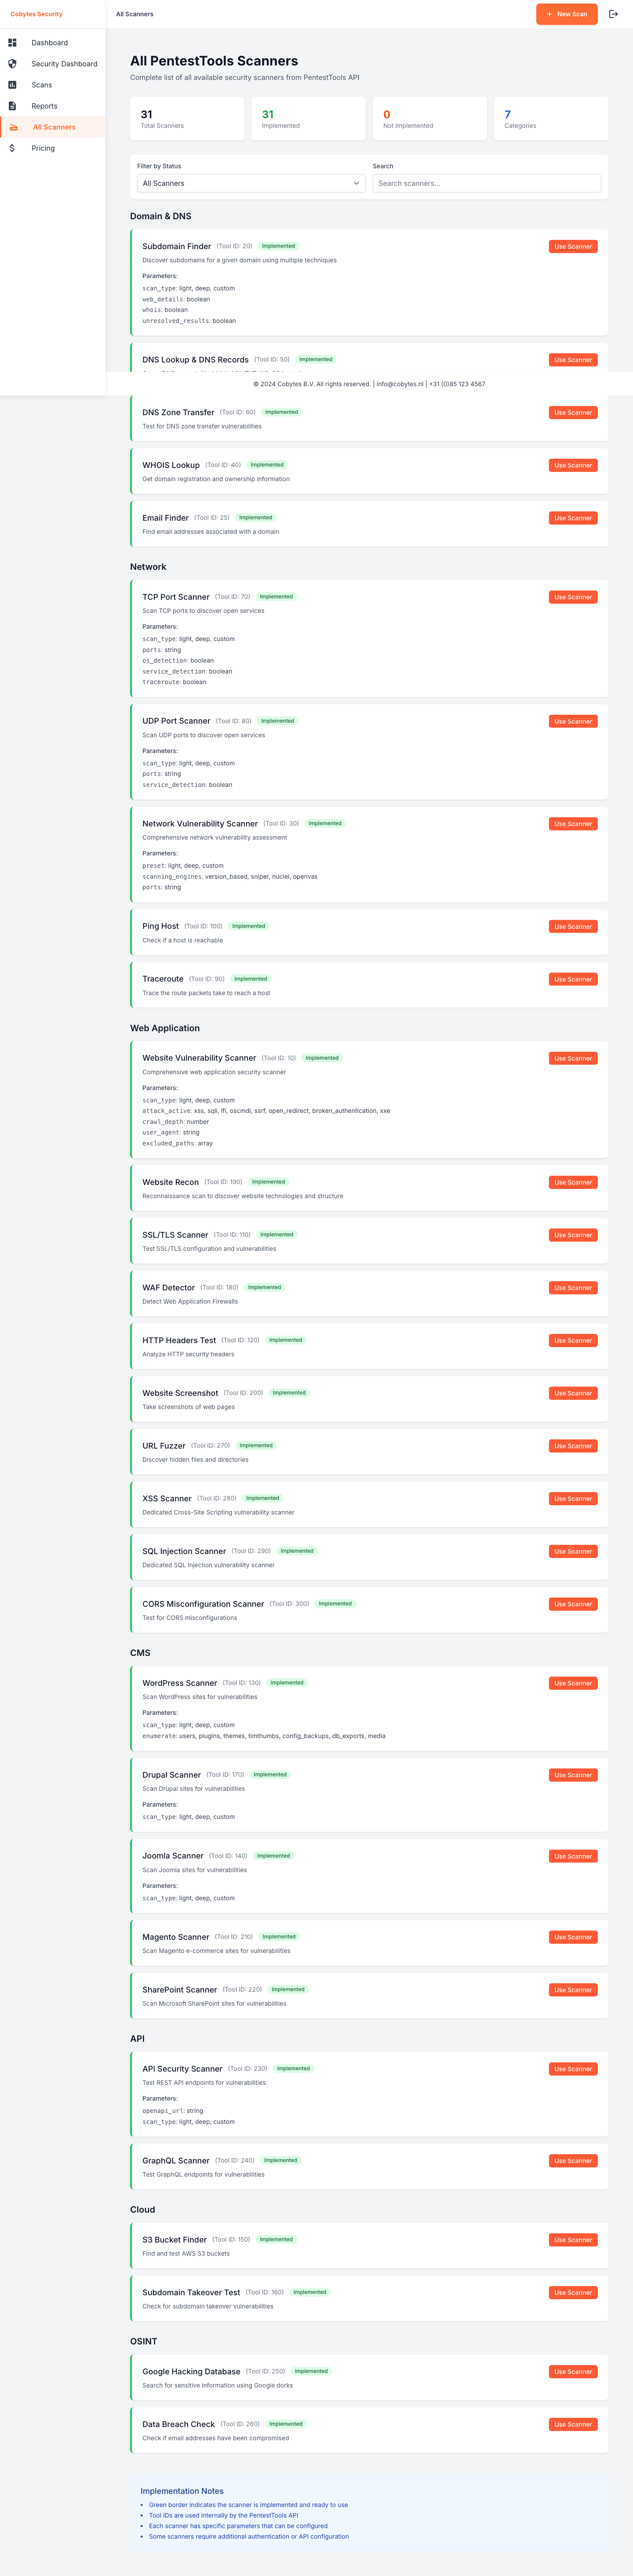 Cobytes Security
All Scanners
New Scan
Dashboard
Security Dashboard
Scans
Reports
All Scanners
Pricing
All PentestTools Scanners
Complete list of all available security scanners from PentestTools API
31
Total Scanners
31
Implemented
0
Not Implemented
7
Categories
Filter by Status
All Scanners
Search
Search scanners...
Domain & DNS
Subdomain Finder (Tool ID: 20) Implemented Use Scanner
Discover subdomains for a given domain using multiple techniques
Parameters:
scan_type: light, deep, custom
web_details: boolean
whois: boolean
unresolved_results: boolean
DNS Lookup & DNS Records (Tool ID: 50) Implemented Use Scanner
© 2024 Cobytes B.V. All rights reserved. | info@cobytes.nl | +31 (0)85 123 4567
DNS Zone Transfer (Tool ID: 60) Implemented Use Scanner
Test for DNS zone transfer vulnerabilities
WHOIS Lookup (Tool ID: 40) Implemented Use Scanner
Get domain registration and ownership information
Email Finder (Tool ID: 25) Implemented Use Scanner
Find email addresses associated with a domain
Network
TCP Port Scanner (Tool ID: 70) Implemented Use Scanner
Scan TCP ports to discover open services
Parameters:
scan_type: light, deep, custom
ports: string
os_detection: boolean
service_detection: boolean
traceroute: boolean
UDP Port Scanner (Tool ID: 80) Implemented Use Scanner
Scan UDP ports to discover open services
Parameters:
scan_type: light, deep, custom
ports: string
service_detection: boolean
Network Vulnerability Scanner (Tool ID: 30) Implemented Use Scanner
Comprehensive network vulnerability assessment
Parameters:
preset: light, deep, custom
scanning_engines: version_based, sniper, nuclei, openvas
ports: string
Ping Host (Tool ID: 100) Implemented Use Scanner
Check if a host is reachable
Traceroute (Tool ID: 90) Implemented Use Scanner
Trace the route packets take to reach a host
Web Application
Website Vulnerability Scanner (Tool ID: 10) Implemented Use Scanner
Comprehensive web application security scanner
Parameters:
scan_type: light, deep, custom
attack_active: xss, sqli, lfi, oscmdi, ssrf, open_redirect, broken_authentication, xxe
crawl_depth: number
user_agent: string
excluded_paths: array
Website Recon (Tool ID: 190) Implemented Use Scanner
Reconnaissance scan to discover website technologies and structure
SSL/TLS Scanner (Tool ID: 110) Implemented Use Scanner
Test SSL/TLS configuration and vulnerabilities
WAF Detector (Tool ID: 180) Implemented Use Scanner
Detect Web Application Firewalls
HTTP Headers Test (Tool ID: 120) Implemented Use Scanner
Analyze HTTP security headers
Website Screenshot (Tool ID: 200) Implemented Use Scanner
Take screenshots of web pages
URL Fuzzer (Tool ID: 270) Implemented Use Scanner
Discover hidden files and directories
XSS Scanner (Tool ID: 280) Implemented Use Scanner
Dedicated Cross-Site Scripting vulnerability scanner
SQL Injection Scanner (Tool ID: 290) Implemented Use Scanner
Dedicated SQL Injection vulnerability scanner
CORS Misconfiguration Scanner (Tool ID: 300) Implemented Use Scanner
Test for CORS misconfigurations
CMS
WordPress Scanner (Tool ID: 130) Implemented Use Scanner
Scan WordPress sites for vulnerabilities
Parameters:
scan_type: light, deep, custom
enumerate: users, plugins, themes, timthumbs, config_backups, db_exports, media
Drupal Scanner (Tool ID: 170) Implemented Use Scanner
Scan Drupal sites for vulnerabilities
Parameters:
scan_type: light, deep, custom
Joomla Scanner (Tool ID: 140) Implemented Use Scanner
Scan Joomla sites for vulnerabilities
Parameters:
scan_type: light, deep, custom
Magento Scanner (Tool ID: 210) Implemented Use Scanner
Scan Magento e-commerce sites for vulnerabilities
SharePoint Scanner (Tool ID: 220) Implemented Use Scanner
Scan Microsoft SharePoint sites for vulnerabilities
API
API Security Scanner (Tool ID: 230) Implemented Use Scanner
Test REST API endpoints for vulnerabilities
Parameters:
openapi_url: string
scan_type: light, deep, custom
GraphQL Scanner (Tool ID: 240) Implemented Use Scanner
Test GraphQL endpoints for vulnerabilities
Cloud
S3 Bucket Finder (Tool ID: 150) Implemented Use Scanner
Find and test AWS S3 buckets
Subdomain Takeover Test (Tool ID: 160) Implemented Use Scanner
Check for subdomain takeover vulnerabilities
OSINT
Google Hacking Database (Tool ID: 250) Implemented Use Scanner
Search for sensitive information using Google dorks
Data Breach Check (Tool ID: 260) Implemented Use Scanner
Check if email addresses have been compromised
Implementation Notes
• Green border indicates the scanner is implemented and ready to use
• Tool IDs are used internally by the PentestTools API
• Each scanner has specific parameters that can be configured
• Some scanners require additional authentication or API configuration